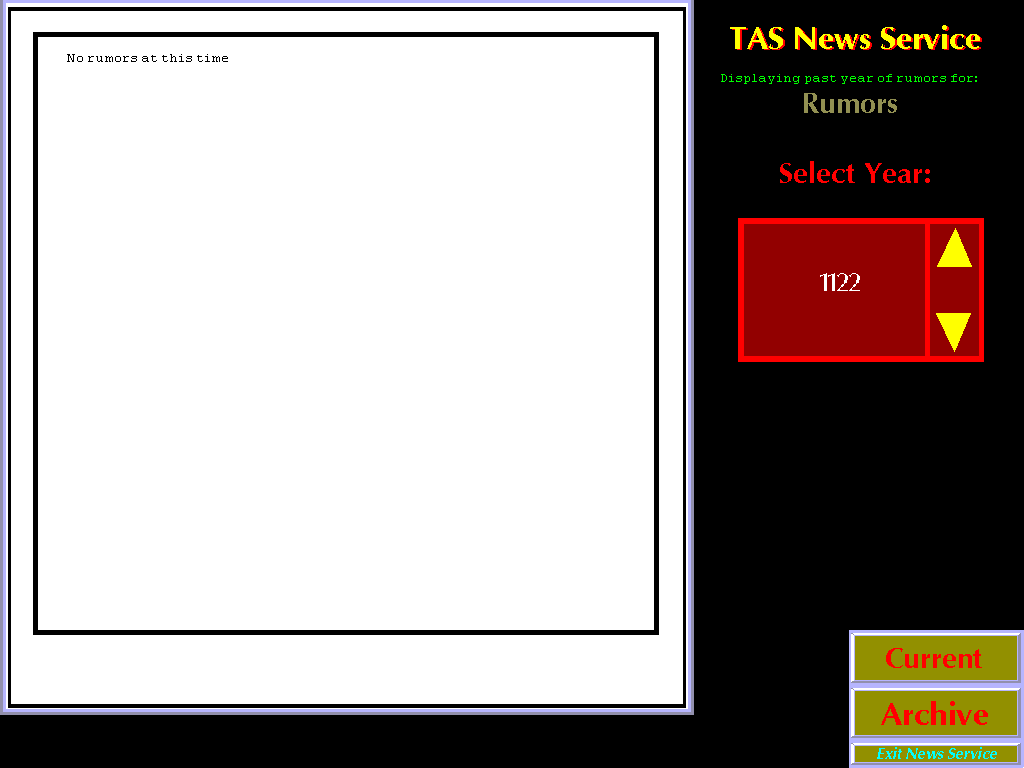 No rumors at this time
TAS News Service
Displaying past year of rumors for:
Rumors
Select Year:
1122
Current
Archive
Exit News Service